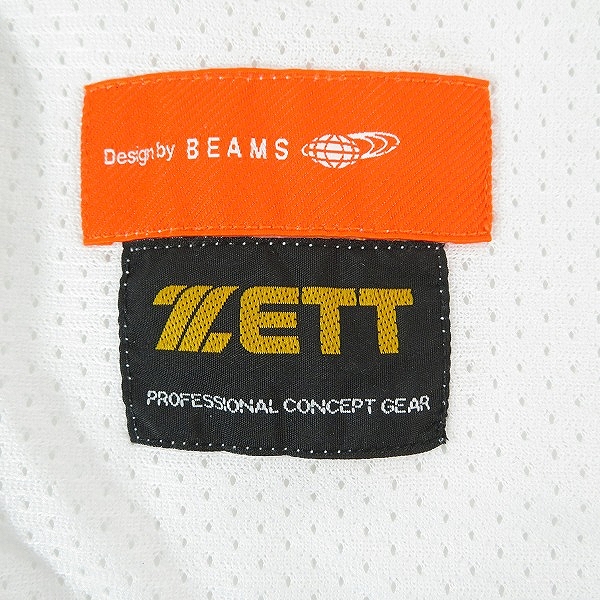 Design by BEAMS
ZETT
PROFESSIONAL CONCEPT GEAR